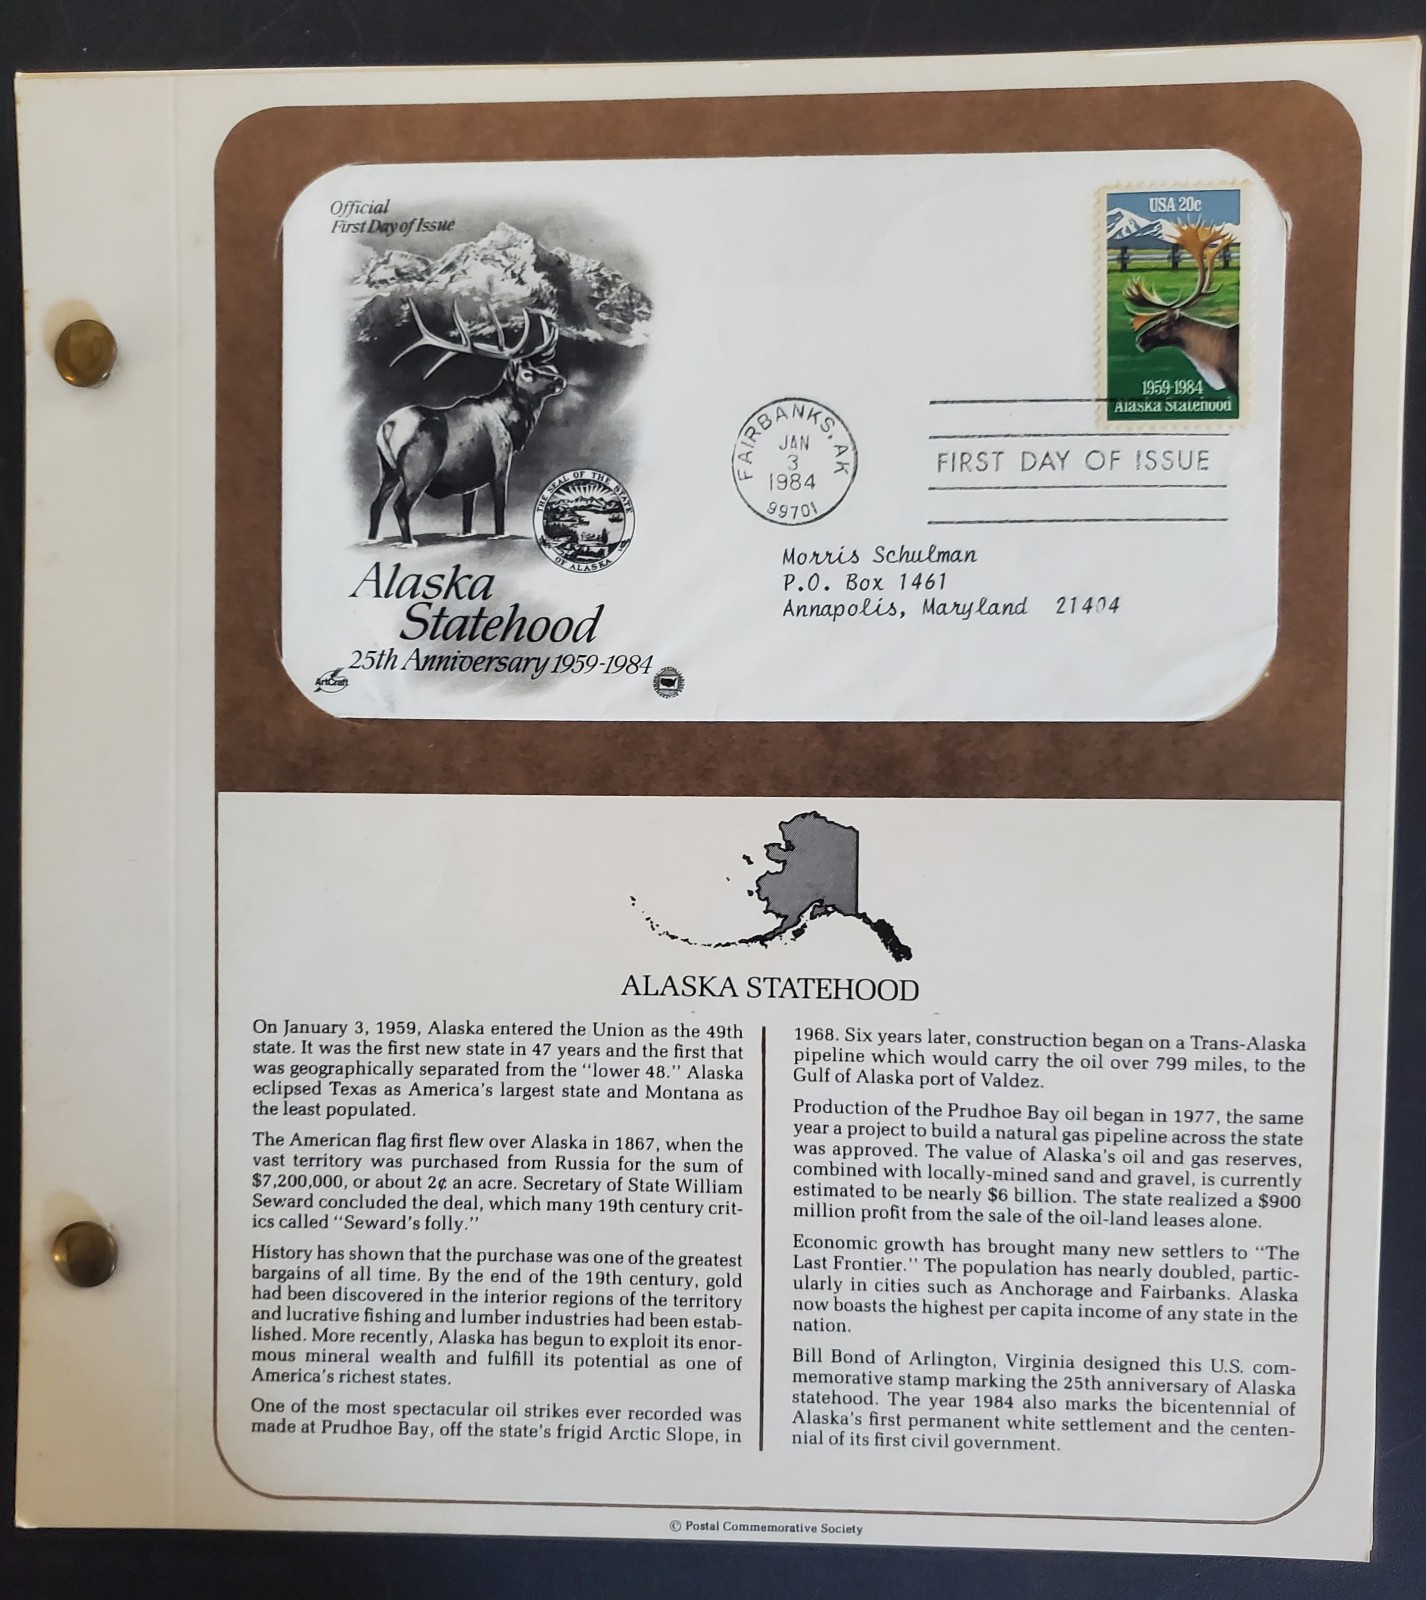 Official
First Day of Issue
USA 20c
1959-1984
Alaska Statehood
FAIRBANKS, AK
JAN
3
1984
99701
FIRST DAY OF ISSUE
THE SEAL OF THE STATE
OF ALASKA
Morris Schulman
P.O. Box 1461
Annapolis, Maryland 21404
Alaska
Statehood
25th Anniversary 1959-1984
ArtCraft
ALASKA STATEHOOD
On January 3, 1959, Alaska entered the Union as the 49th
state. It was the first new state in 47 years and the first that
was geographically separated from the "lower 48." Alaska
eclipsed Texas as America's largest state and Montana as
the least populated.
The American flag first flew over Alaska in 1867, when the
vast territory was purchased from Russia for the sum of
$7,200,000, or about 2¢ an acre. Secretary of State William
Seward concluded the deal, which many 19th century crit-
ics called "Seward's folly."
History has shown that the purchase was one of the greatest
bargains of all time. By the end of the 19th century, gold
had been discovered in the interior regions of the territory
and lucrative fishing and lumber industries had been estab-
lished. More recently, Alaska has begun to exploit its enor-
mous mineral wealth and fulfill its potential as one of
America's richest states.
One of the most spectacular oil strikes ever recorded was
made at Prudhoe Bay, off the state's frigid Arctic Slope, in
1968. Six years later, construction began on a Trans-Alaska
pipeline which would carry the oil over 799 miles, to the
Gulf of Alaska port of Valdez.
Production of the Prudhoe Bay oil began in 1977, the same
year a project to build a natural gas pipeline across the state
was approved. The value of Alaska's oil and gas reserves,
combined with locally-mined sand and gravel, is currently
estimated to be nearly $6 billion. The state realized a $900
million profit from the sale of the oil-land leases alone.
Economic growth has brought many new settlers to "The
Last Frontier." The population has nearly doubled, partic-
ularly in cities such as Anchorage and Fairbanks. Alaska
now boasts the highest per capita income of any state in the
nation.
Bill Bond of Arlington, Virginia designed this U.S. com-
memorative stamp marking the 25th anniversary of Alaska
statehood. The year 1984 also marks the bicentennial of
Alaska's first permanent white settlement and the centen-
nial of its first civil government.
© Postal Commemorative Society